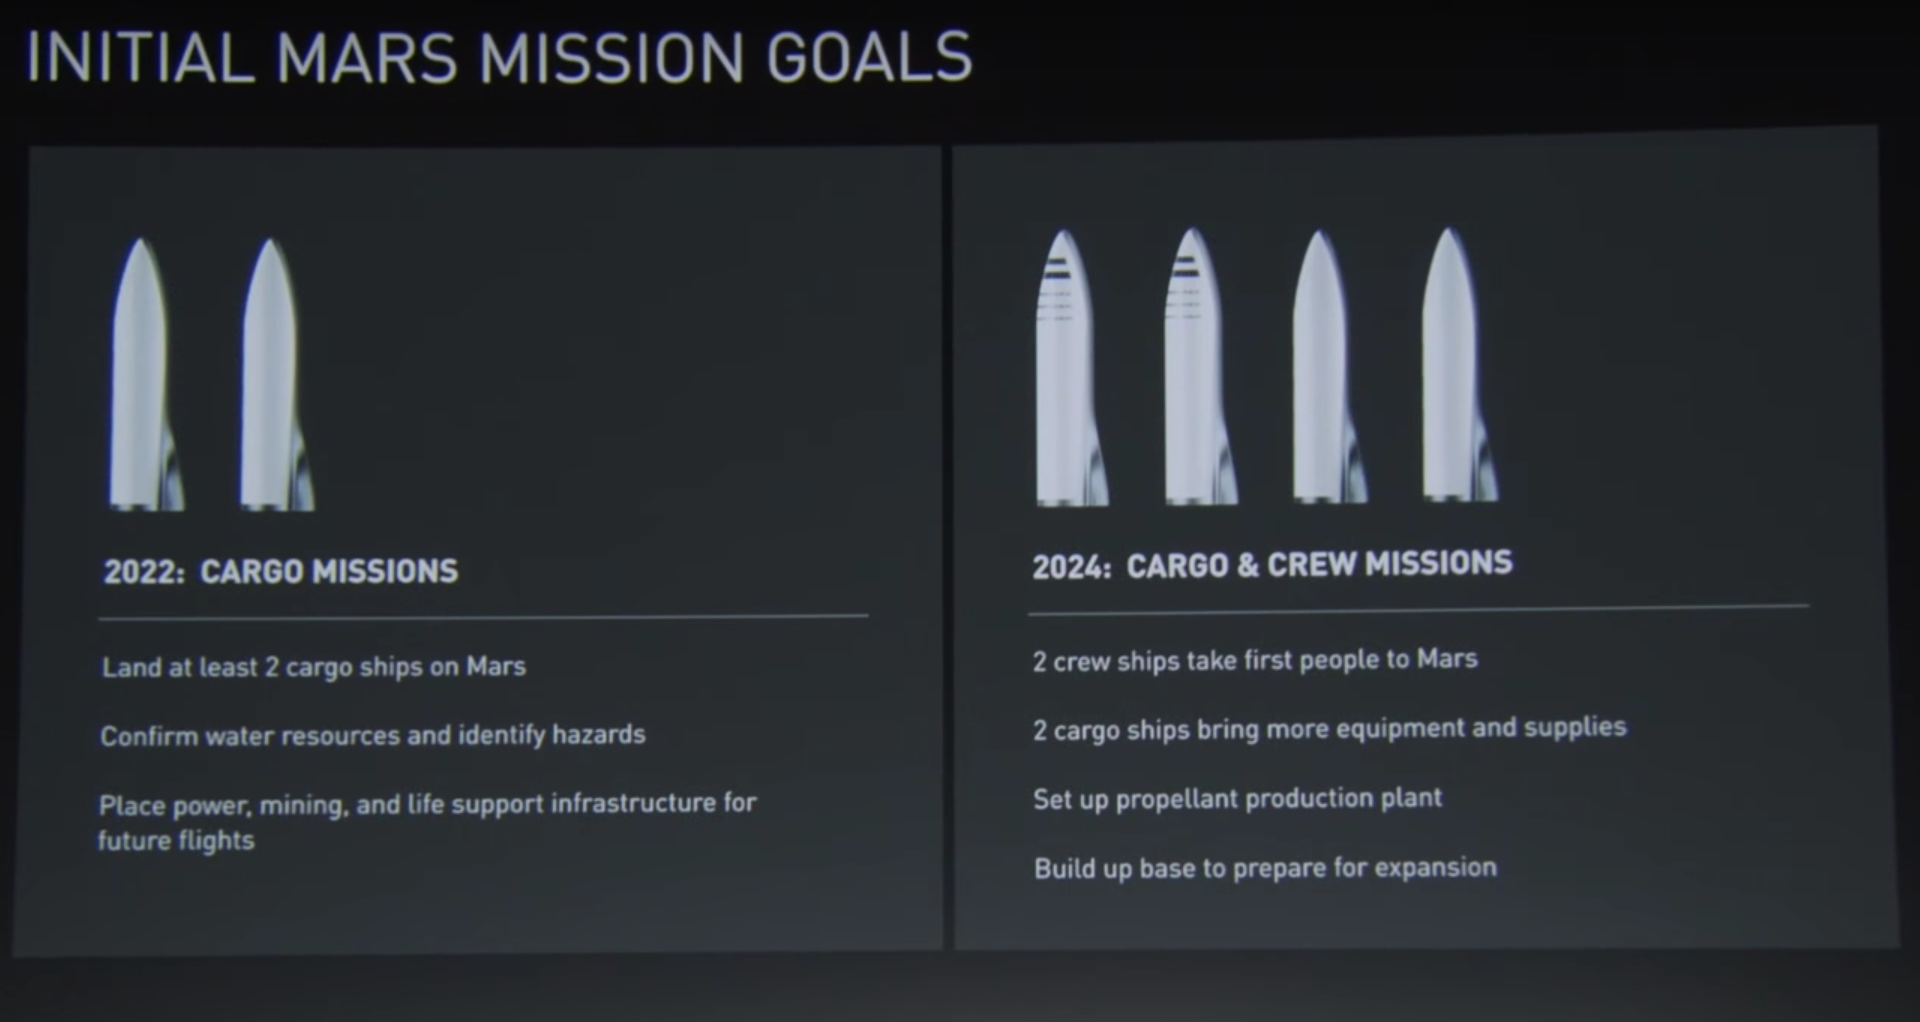 INITIAL MARS MISSION GOALS
2022: CARGO MISSIONS
Land at least 2 cargo ships on Mars
Confirm water resources and identify hazards
Place power, mining, and life support infrastructure for
future flights
2024: CARGO & CREW MISSIONS
2 crew ships take first people to Mars
2 cargo ships bring more equipment and supplies
Set up propellant production plant
Build up base to prepare for expansion